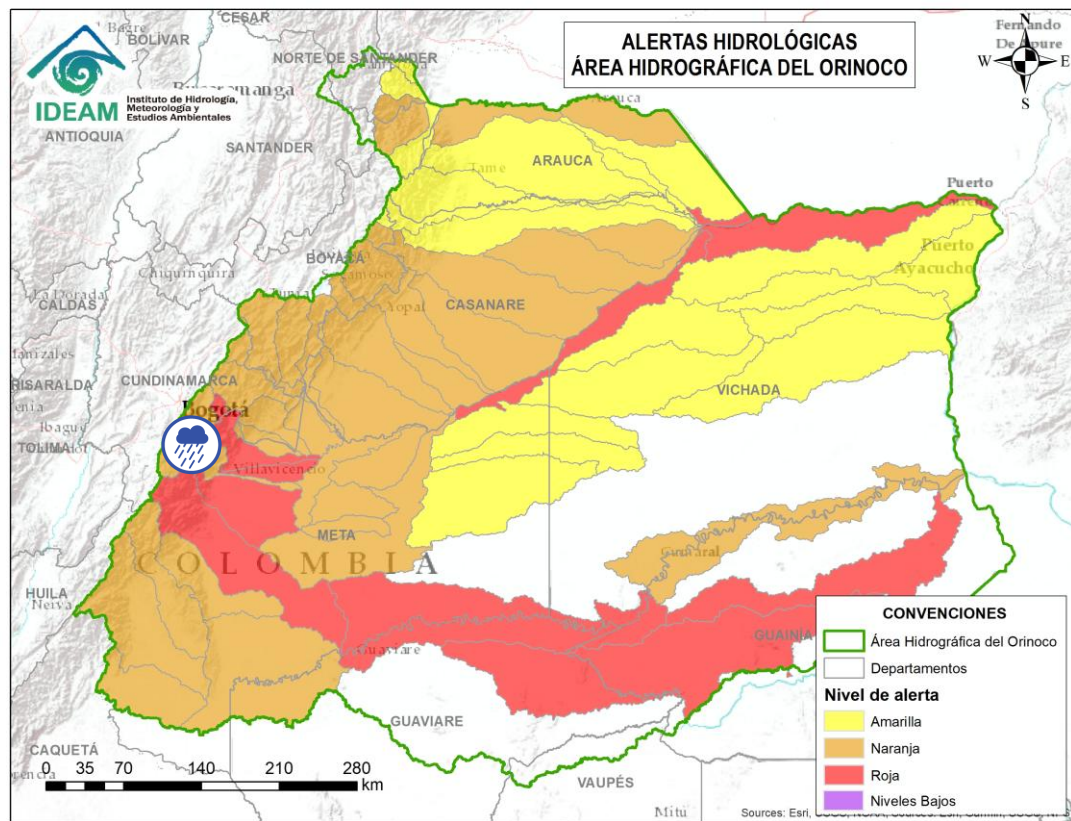 ALERTAS HIDROLÓGICAS
ÁREA HIDROGRÁFICA DEL ORINOCO
N
W
E
S
IDEAM
Instituto de Hidrología,
Meteorología y
Estudios Ambientales
CESAR
BOLÍVAR
NORTE DE SANTANDER
Fernando
ANTIOQUIA
SANTANDER
ARAUCA
Tame
Puerto
BOYACÁ
Puerto
Ayacucho
Chiquinquira
CALDAS
CASANARE
RISARALDA
CUNDINAMARCA
VICHADA
Bogotá
TOLIMA
Villavicencio
META
COLOMBIA
HUILA
GUAINÍA
GUAVIARE
CAQUETÁ
VAUPÉS
Mitú
0 35 70 140 210 280
km
CONVENCIONES
Área Hidrográfica del Orinoco
Departamentos
Nivel de alerta
Amarilla
Naranja
Roja
Niveles Bajos
Sources: Esri,